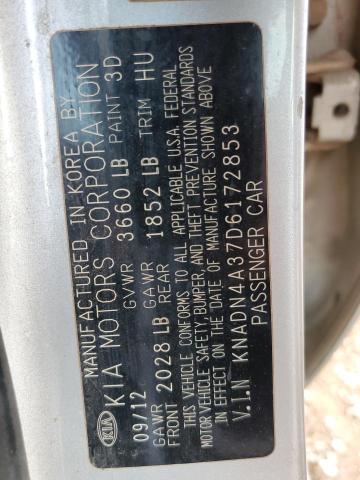 MANUFACTURED IN KOREA BY
KIA KIA MOTORS CORPORATION
09/12 GVWR 3660 LB PAINT 3D
GAWR FRONT 2028 LB GAWR REAR 1852 LB TRIM HU
THIS VEHICLE CONFORMS TO ALL APPLICABLE U.S.A. FEDERAL
MOTOR VEHICLE SAFETY, BUMPER, AND THEFT PREVENTION STANDARDS
IN EFFECT ON THE DATE OF MANUFACTURE SHOWN ABOVE
V.I.N KNADN4A37D6172853
PASSENGER CAR